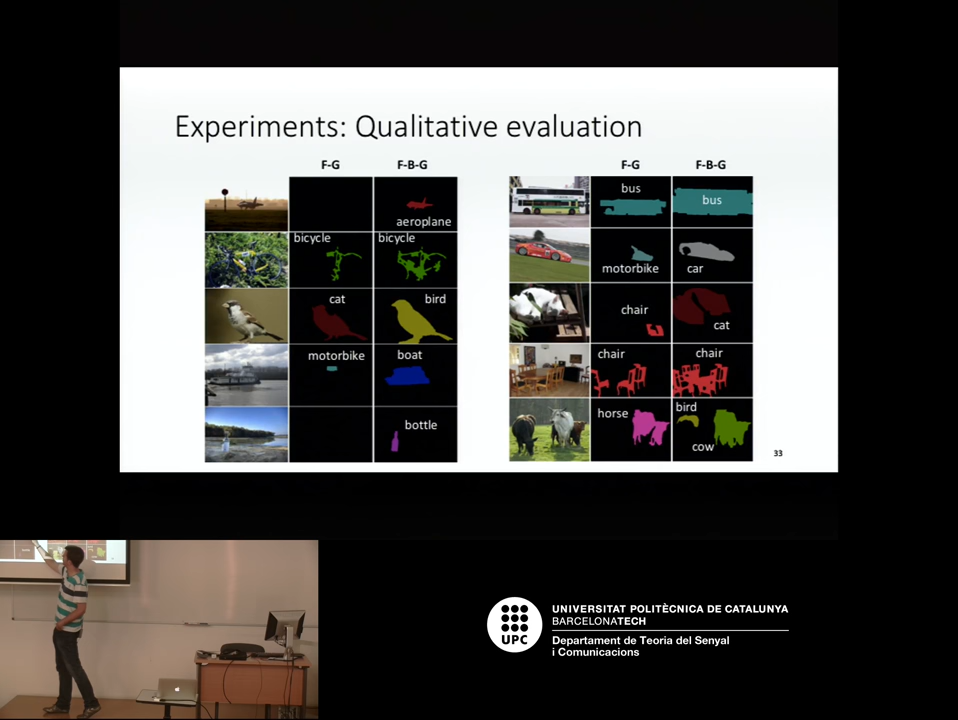 Experiments: Qualitative evaluation
F-G
F-B-G
F-G
F-B-G
aeroplane
bicycle
bicycle
cat
bird
motorbike
boat
bottle
bus
bus
motorbike
car
chair
cat
chair
chair
horse
bird
cow
33
UPC
UNIVERSITAT POLITÈCNICA DE CATALUNYA
BARCELONATECH
Departament de Teoria del Senyal
i Comunicacions